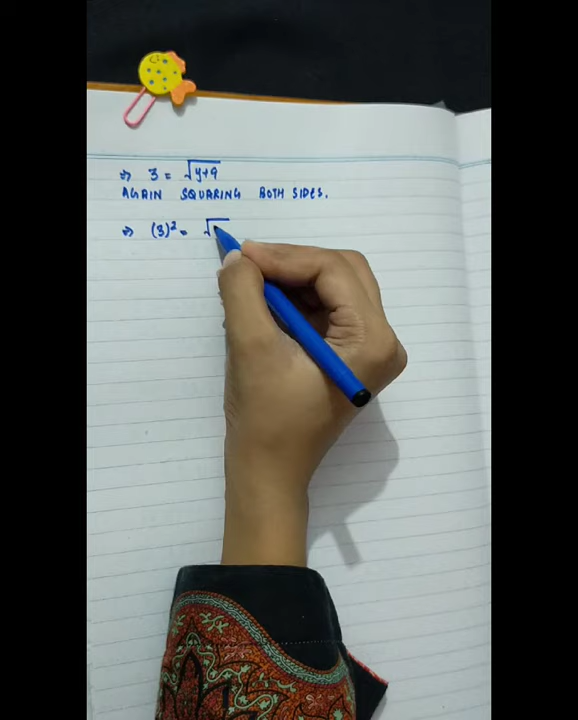 ⇒ 3 = √y+9
AGAIN SQUARING BOTH SIDES.
⇒ (3)² = √